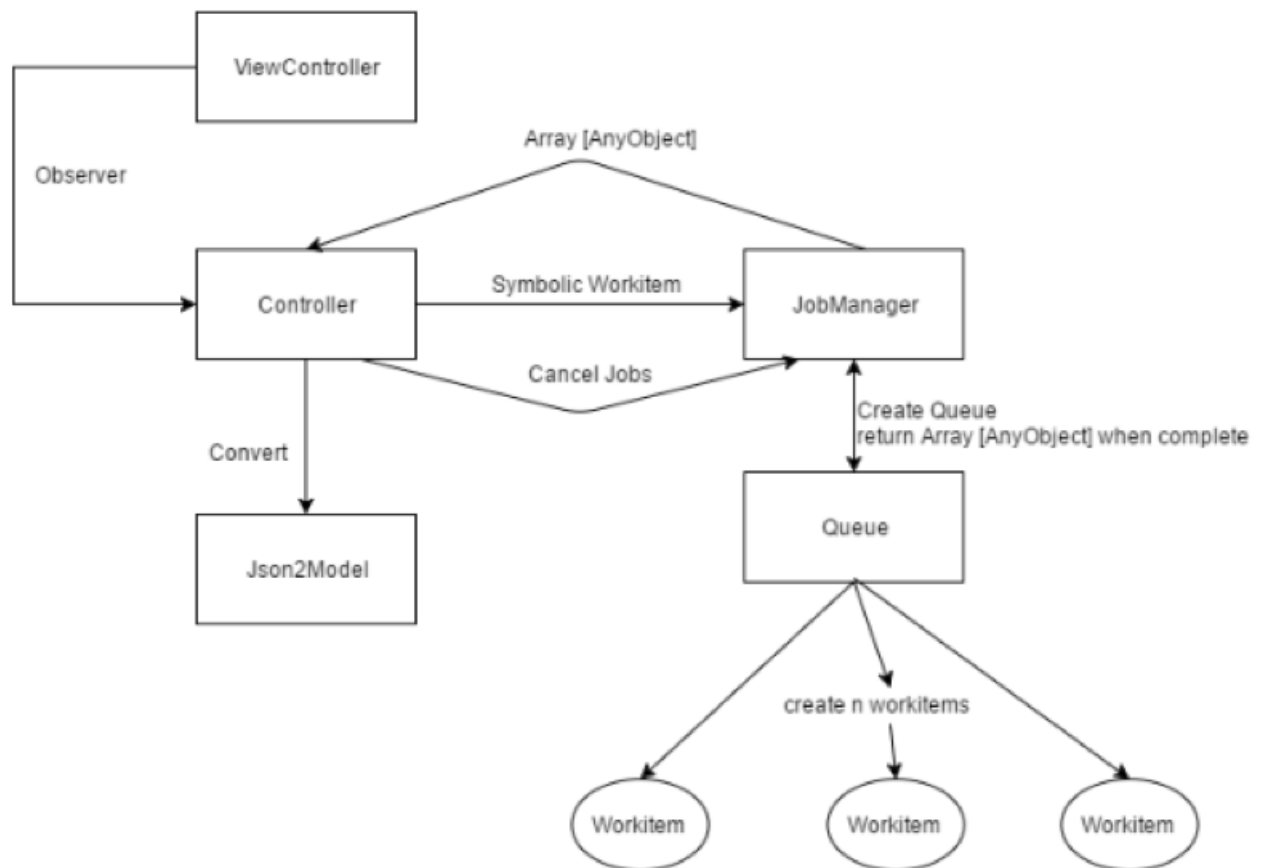 ViewController
Array [AnyObject]
Observer
Controller
Symbolic Workitem
JobManager
Cancel Jobs
Create Queue
return Array [AnyObject] when complete
Convert
Queue
Json2Model
create n workitems
Workitem
Workitem
Workitem